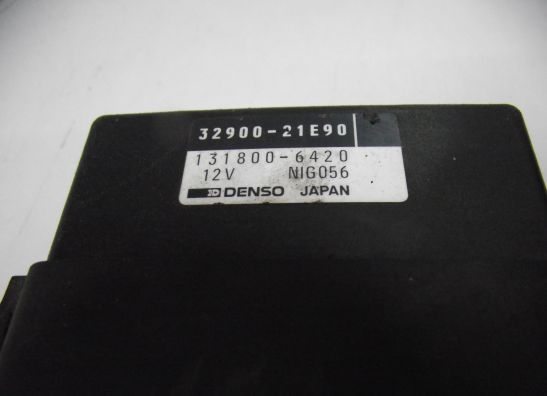 32900-21E90
131800-6420
12V NIG056
DENSO JAPAN